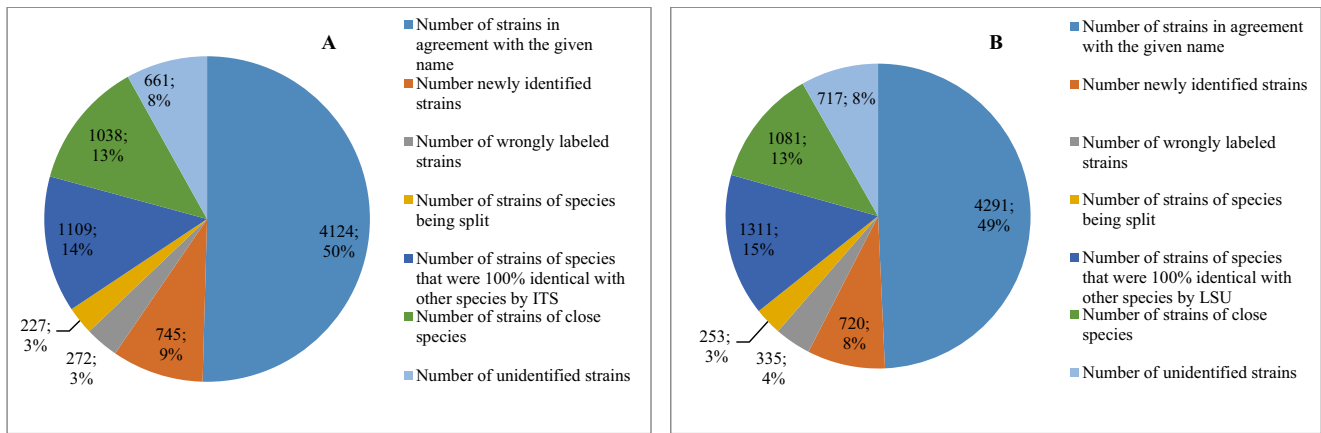 A
661;
8%
1038;
13%
1109;
14%
227;
3%
272;
3%
745;
9%
4124;
50%
Number of strains in
agreement with the given
name
Number newly identified
strains
Number of wrongly labeled
strains
Number of strains of species
being split
Number of strains of species
that were 100% identical with
other species by ITS
Number of strains of close
species
Number of unidentified strains
B
717; 8%
1081;
13%
1311;
15%
253;
3%
335;
4%
720;
8%
4291;
49%
Number of strains in agreement
with the given name
Number newly identified strains
Number of wrongly labeled
strains
Number of strains of species
being split
Number of strains of species
that were 100% identical with
other species by LSU
Number of strains of close
species
Number of unidentified strains